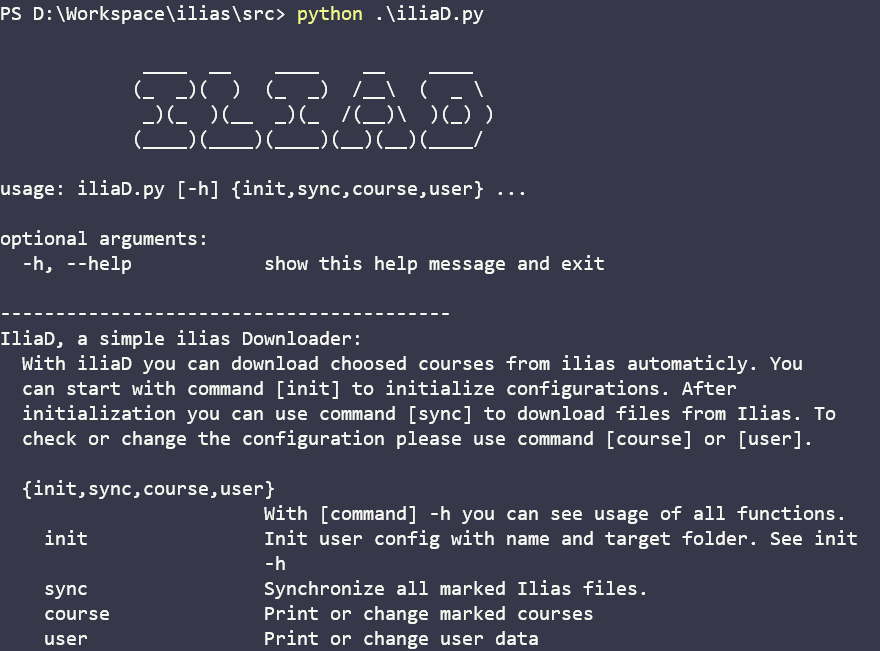 PS D:\Workspace\ilias\src> python .\iliaD.py
 ____  __    ____    __    ____
(_  _)(  )  (_  _)  /__\  (  _ \
 _)(_  )(__  _)(_  /(__)\  )(_) )
(____)(____)(____)(__)(__)(____/
usage: iliaD.py [-h] {init,sync,course,user} ...
optional arguments:
  -h, --help            show this help message and exit
-----------------------------------------
IliaD, a simple ilias Downloader:
  With iliaD you can download choosed courses from ilias automaticly. You
  can start with command [init] to initialize configurations. After
  initialization you can use command [sync] to download files from Ilias. To
  check or change the configuration please use command [course] or [user].
  {init,sync,course,user}
                        With [command] -h you can see usage of all functions.
    init                Init user config with name and target folder. See init
                        -h
    sync                Synchronize all marked Ilias files.
    course              Print or change marked courses
    user                Print or change user data